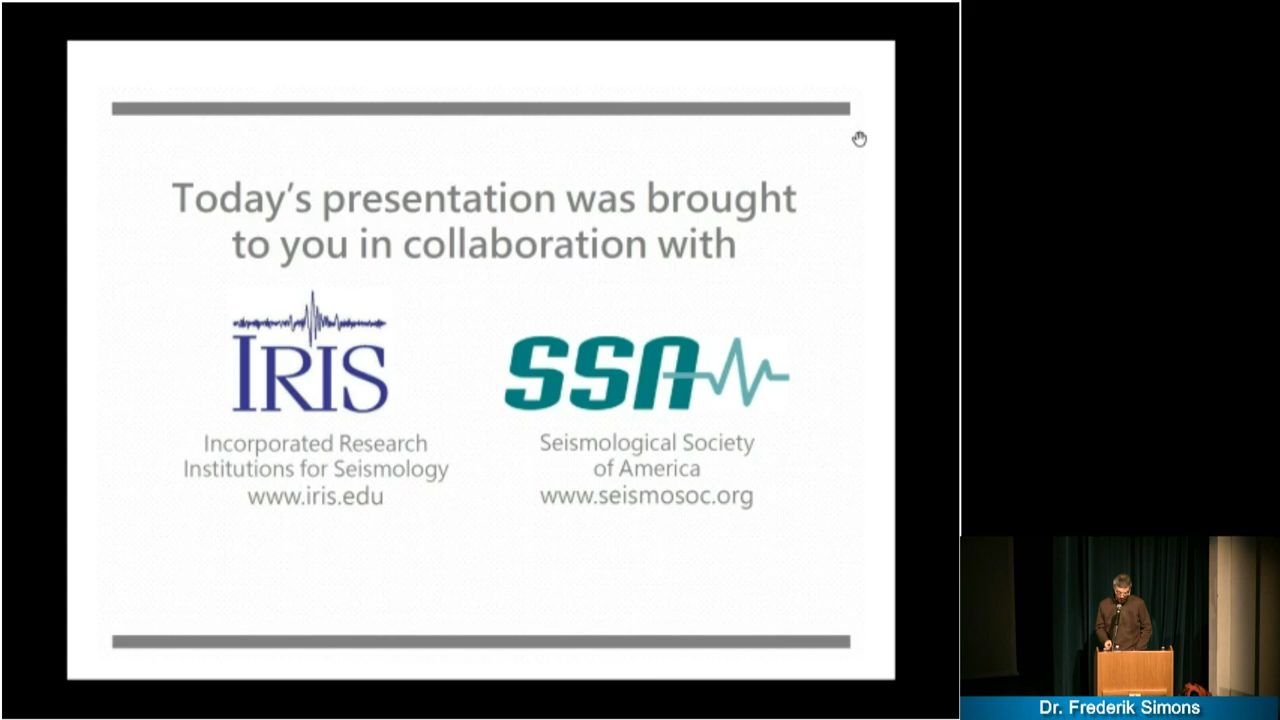 Today's presentation was brought
to you in collaboration with
IRIS
Incorporated Research
Institutions for Seismology
www.iris.edu
SSA
Seismological Society
of America
www.seismosoc.org
Dr. Frederik Simons